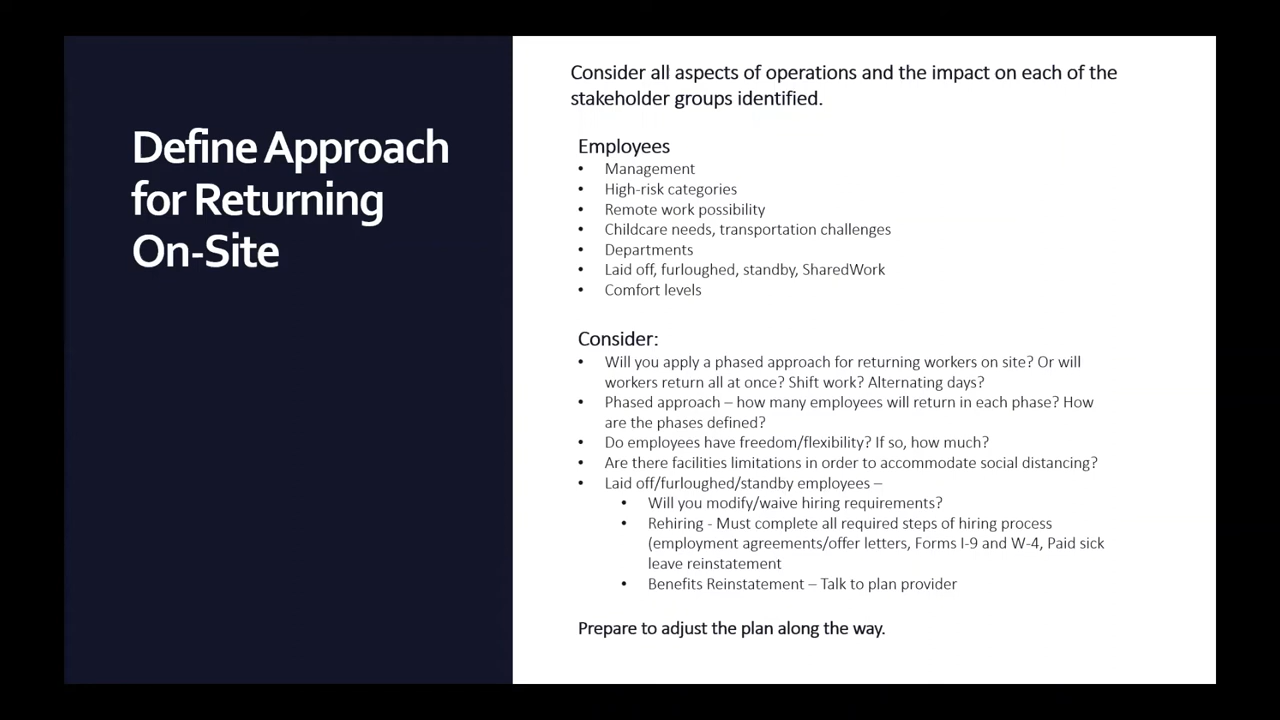 Define Approach
for Returning
On-Site
Consider all aspects of operations and the impact on each of the
stakeholder groups identified.
Employees
• Management
• High-risk categories
• Remote work possibility
• Childcare needs, transportation challenges
• Departments
• Laid off, furloughed, standby, SharedWork
• Comfort levels
Consider:
• Will you apply a phased approach for returning workers on site? Or will
workers return all at once? Shift work? Alternating days?
• Phased approach – how many employees will return in each phase? How
are the phases defined?
• Do employees have freedom/flexibility? If so, how much?
• Are there facilities limitations in order to accommodate social distancing?
• Laid off/furloughed/standby employees –
• Will you modify/waive hiring requirements?
• Rehiring - Must complete all required steps of hiring process
(employment agreements/offer letters, Forms I-9 and W-4, Paid sick
leave reinstatement
• Benefits Reinstatement – Talk to plan provider
Prepare to adjust the plan along the way.